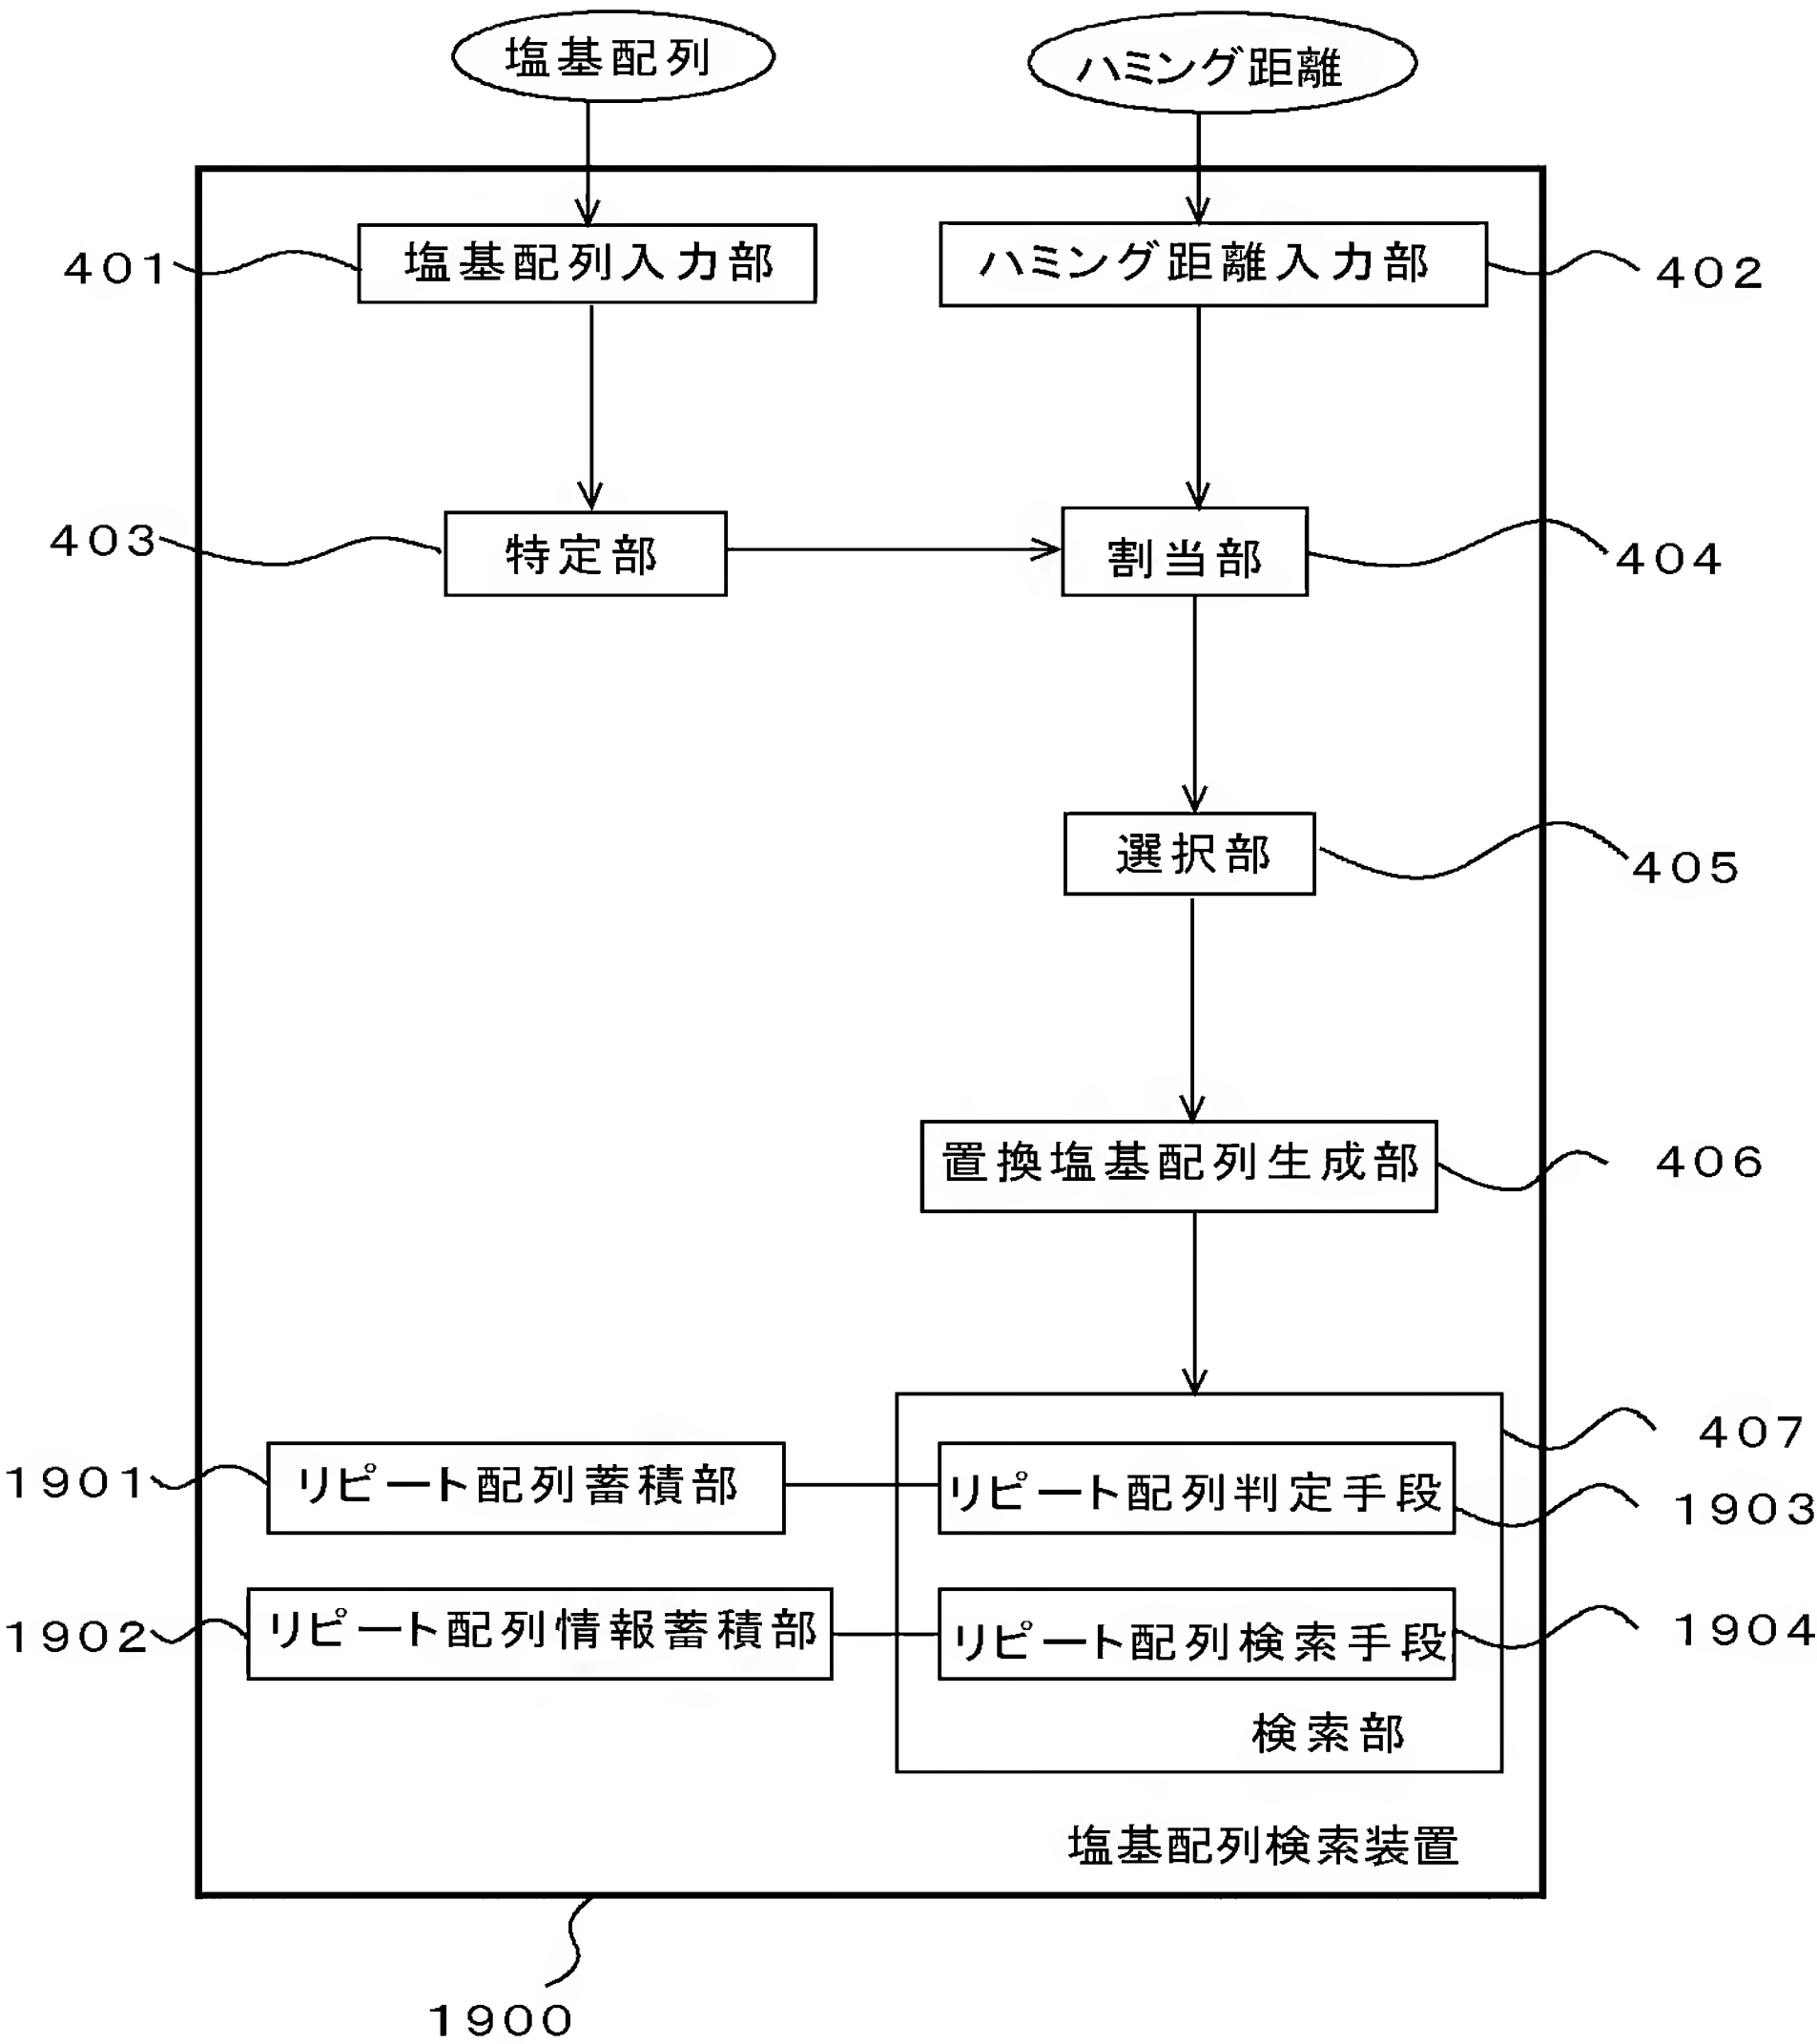 塩基配列
ハミング距離
401
塩基配列入力部
ハミング距離入力部
402
403
特定部
割当部
404
選択部
405
置換塩基配列生成部
406
407
1901
リピート配列蓄積部
リピート配列判定手段
1903
1902
リピート配列情報蓄積部
リピート配列検索手段
1904
検索部
塩基配列検索装置
1900